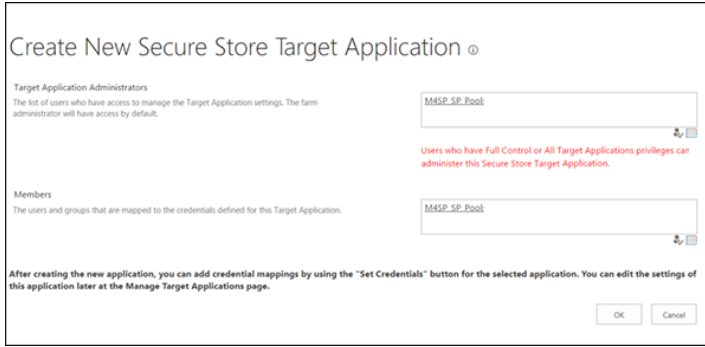 Create New Secure Store Target Application
Target Application Administrators
The list of users who have access to manage the Target Application settings. The farm
administrator will have access by default.
M4SP_SP_Pool;
Users who have Full Control or All Target Applications privileges can
administer this Secure Store Target Application.
Members
The users and groups that are mapped to the credentials defined for this Target Application.
M4SP_SP_Pool;
After creating the new application, you can add credential mappings by using the "Set Credentials" button for the selected application. You can edit the settings of
this application later at the Manage Target Applications page.
OK
Cancel